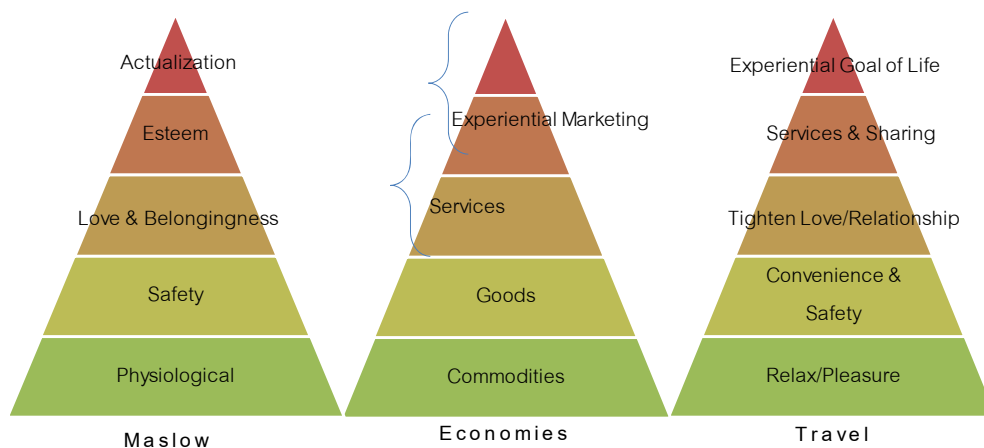 Actualization
Esteem
Love & Belongingness
Safety
Physiological
Maslow
Experiential Marketing
Services
Goods
Commodities
Economies
Experiential Goal of Life
Services & Sharing
Tighten Love/Relationship
Convenience &
Safety
Relax/Pleasure
Travel